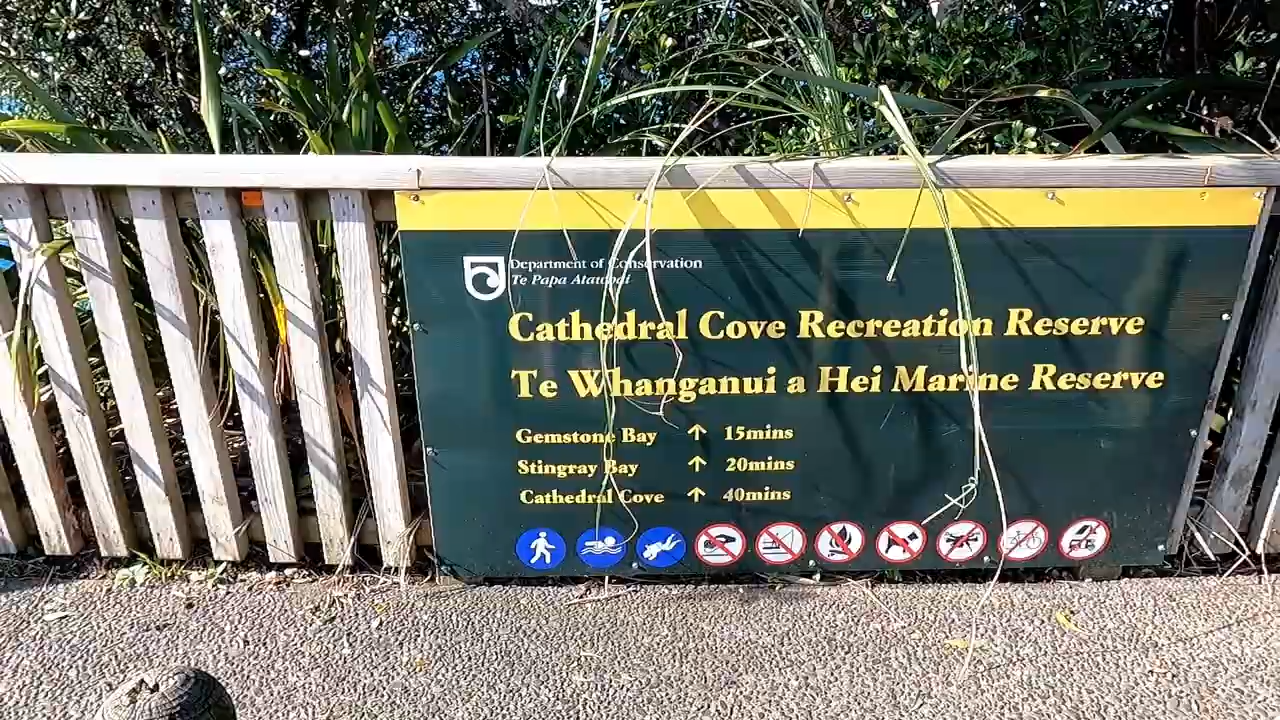 Department of Conservation
Te Papa Atawhai
Cathedral Cove Recreation Reserve
Te Whanganui a Hei Marine Reserve
Gemstone Bay ↑ 15mins
Stingray Bay ↑ 20mins
Cathedral Cove ↑ 40mins